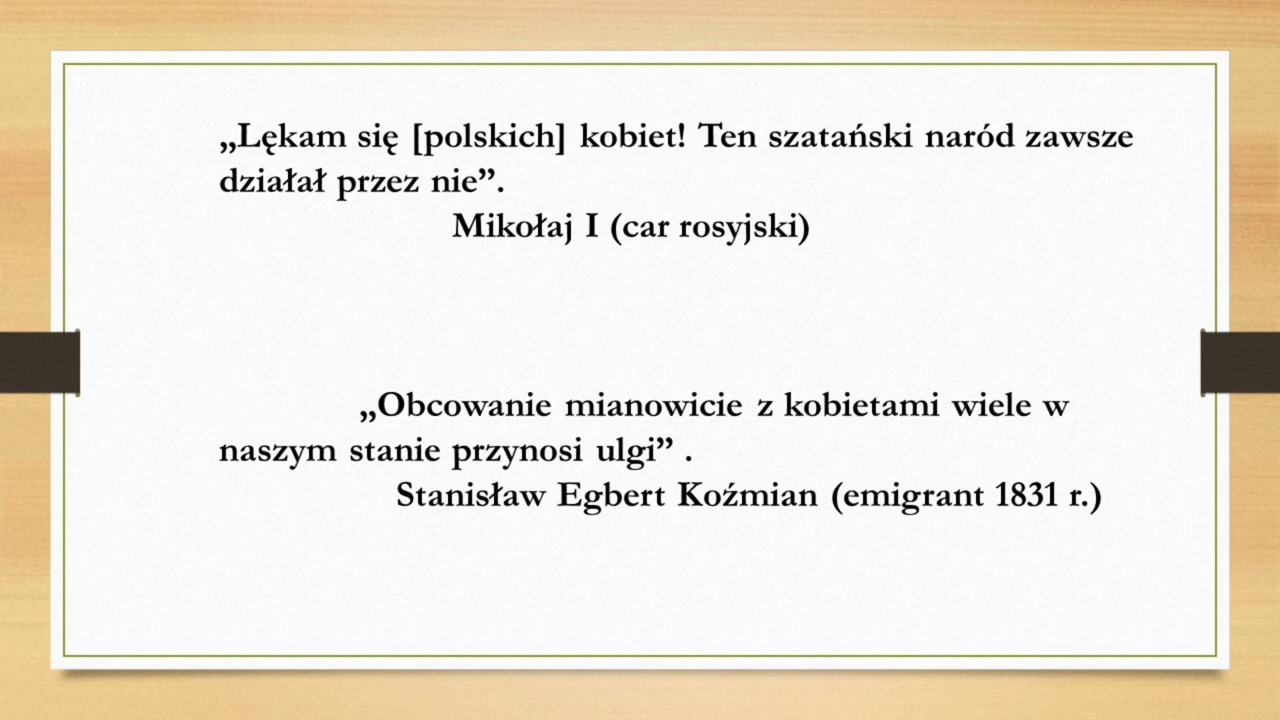 „Lękam się [polskich] kobiet! Ten szatański naród zawsze
działał przez nie”.
Mikołaj I (car rosyjski)
„Obcowanie mianowicie z kobietami wiele w
naszym stanie przynosi ulgi” .
Stanisław Egbert Koźmian (emigrant 1831 r.)